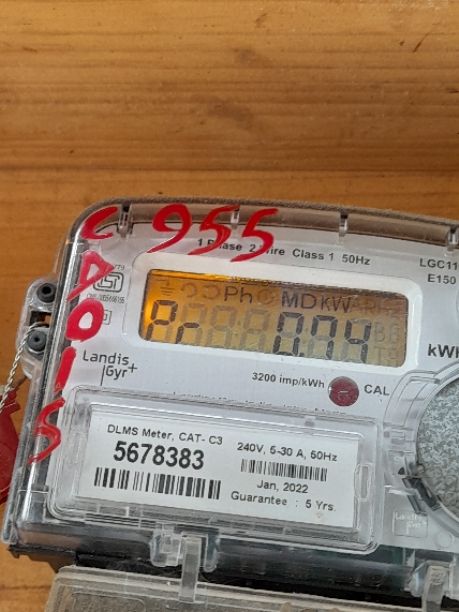 C 955
D
O
I
S
1 Phase 2 Wire Class 1 50Hz
LGC11
E150
Ph MD kW
Pr 0.74
kWh
Landis
Gyr+
3200 imp/kWh CAL
DLMS Meter, CAT- C3
5678383
240V, 5-30 A, 50Hz
Jan, 2022
Guarantee : 5 Yrs.